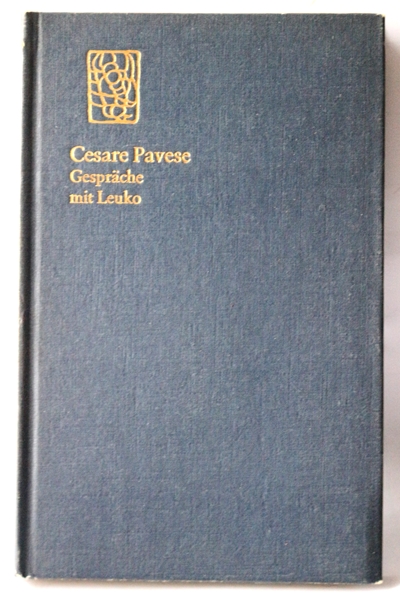 Cesare Pavese
Gespräche
mit Leuko